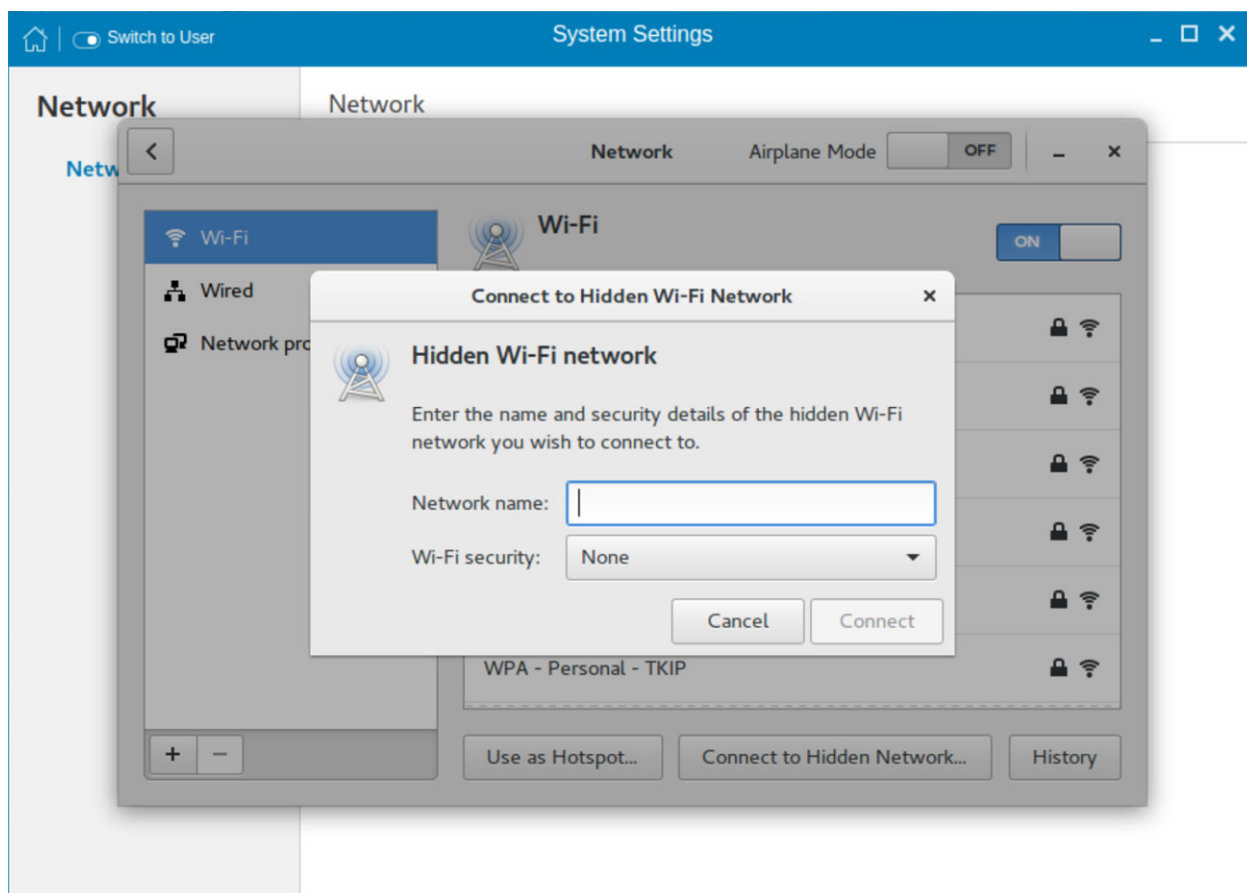 Switch to User
System Settings
Network
Network
Netw
Network
Airplane Mode
OFF
Wi-Fi
Wired
Network pro
Wi-Fi
ON
Connect to Hidden Wi-Fi Network
Hidden Wi-Fi network
Enter the name and security details of the hidden Wi-Fi
network you wish to connect to.
Network name:
Wi-Fi security:
None
Cancel
Connect
WPA - Personal - TKIP
Use as Hotspot...
Connect to Hidden Network...
History